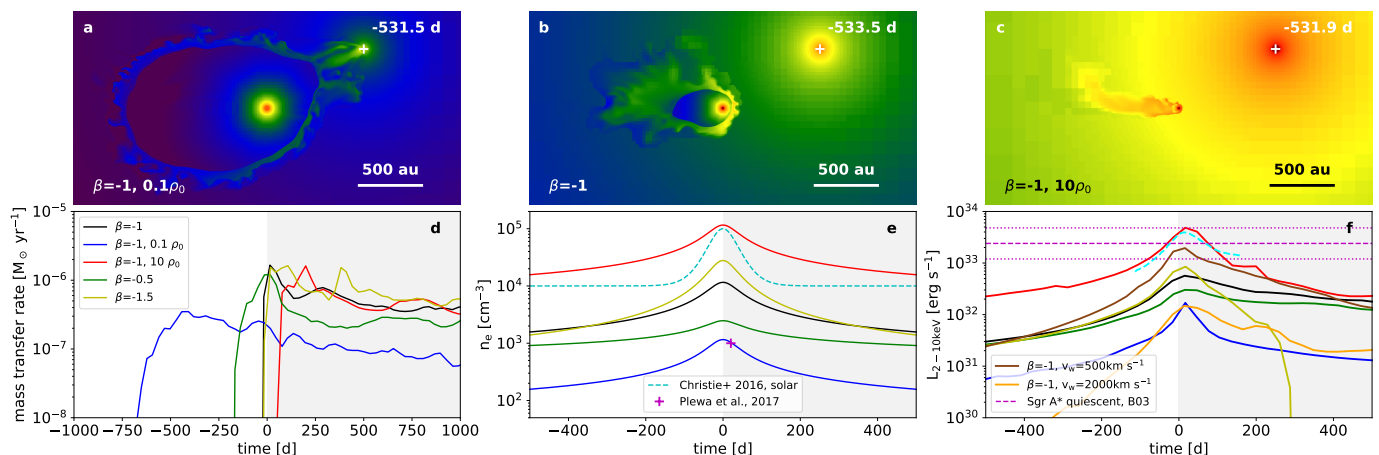 a
-531.5 d
500 au
β=-1, 0.1ρ₀
b
-533.5 d
500 au
β=-1
c
-531.9 d
500 au
β=-1, 10ρ₀
mass transfer rate [M⊙ yr⁻¹]
10⁻⁵
10⁻⁶
10⁻⁷
10⁻⁸
d
β=-1
β=-1, 0.1 ρ₀
β=-1, 10 ρ₀
β=-0.5
β=-1.5
-1000 -750 -500 -250 0 250 500 750 1000
time [d]
nₑ [cm⁻³]
10⁵
10⁴
10³
10²
e
Christie+ 2016, solar
Plewa et al., 2017
-400 -200 0 200 400
time [d]
L₂₋₁₀ₖₑᵥ [erg s⁻¹]
10³⁴
10³³
10³²
10³¹
10³⁰
f
β=-1, v_w=500km s⁻¹
β=-1, v_w=2000km s⁻¹
Sgr A* quiescent, B03
-400 -200 0 200 400
time [d]